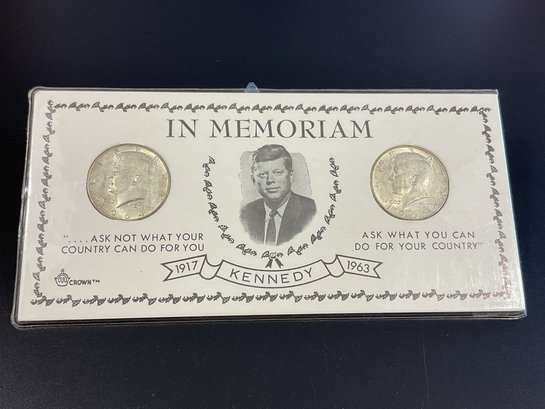 IN MEMORIAM
"....ASK NOT WHAT YOUR
COUNTRY CAN DO FOR YOU
ASK WHAT YOU CAN
DO FOR YOUR COUNTRY"
1917 KENNEDY 1963
CROWN™